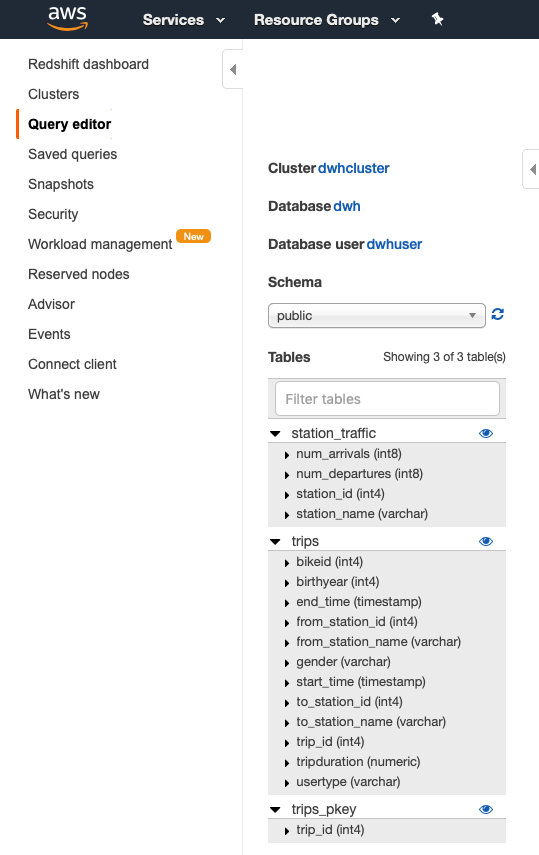 aws
Services
Resource Groups
Redshift dashboard
Clusters
Query editor
Saved queries
Snapshots
Security
Workload management New
Reserved nodes
Advisor
Events
Connect client
What's new
Cluster dwhcluster
Database dwh
Database user dwhuser
Schema
public
Tables Showing 3 of 3 table(s)
Filter tables
station_traffic
num_arrivals (int8)
num_departures (int8)
station_id (int4)
station_name (varchar)
trips
bikeid (int4)
birthyear (int4)
end_time (timestamp)
from_station_id (int4)
from_station_name (varchar)
gender (varchar)
start_time (timestamp)
to_station_id (int4)
to_station_name (varchar)
trip_id (int4)
tripduration (numeric)
usertype (varchar)
trips_pkey
trip_id (int4)